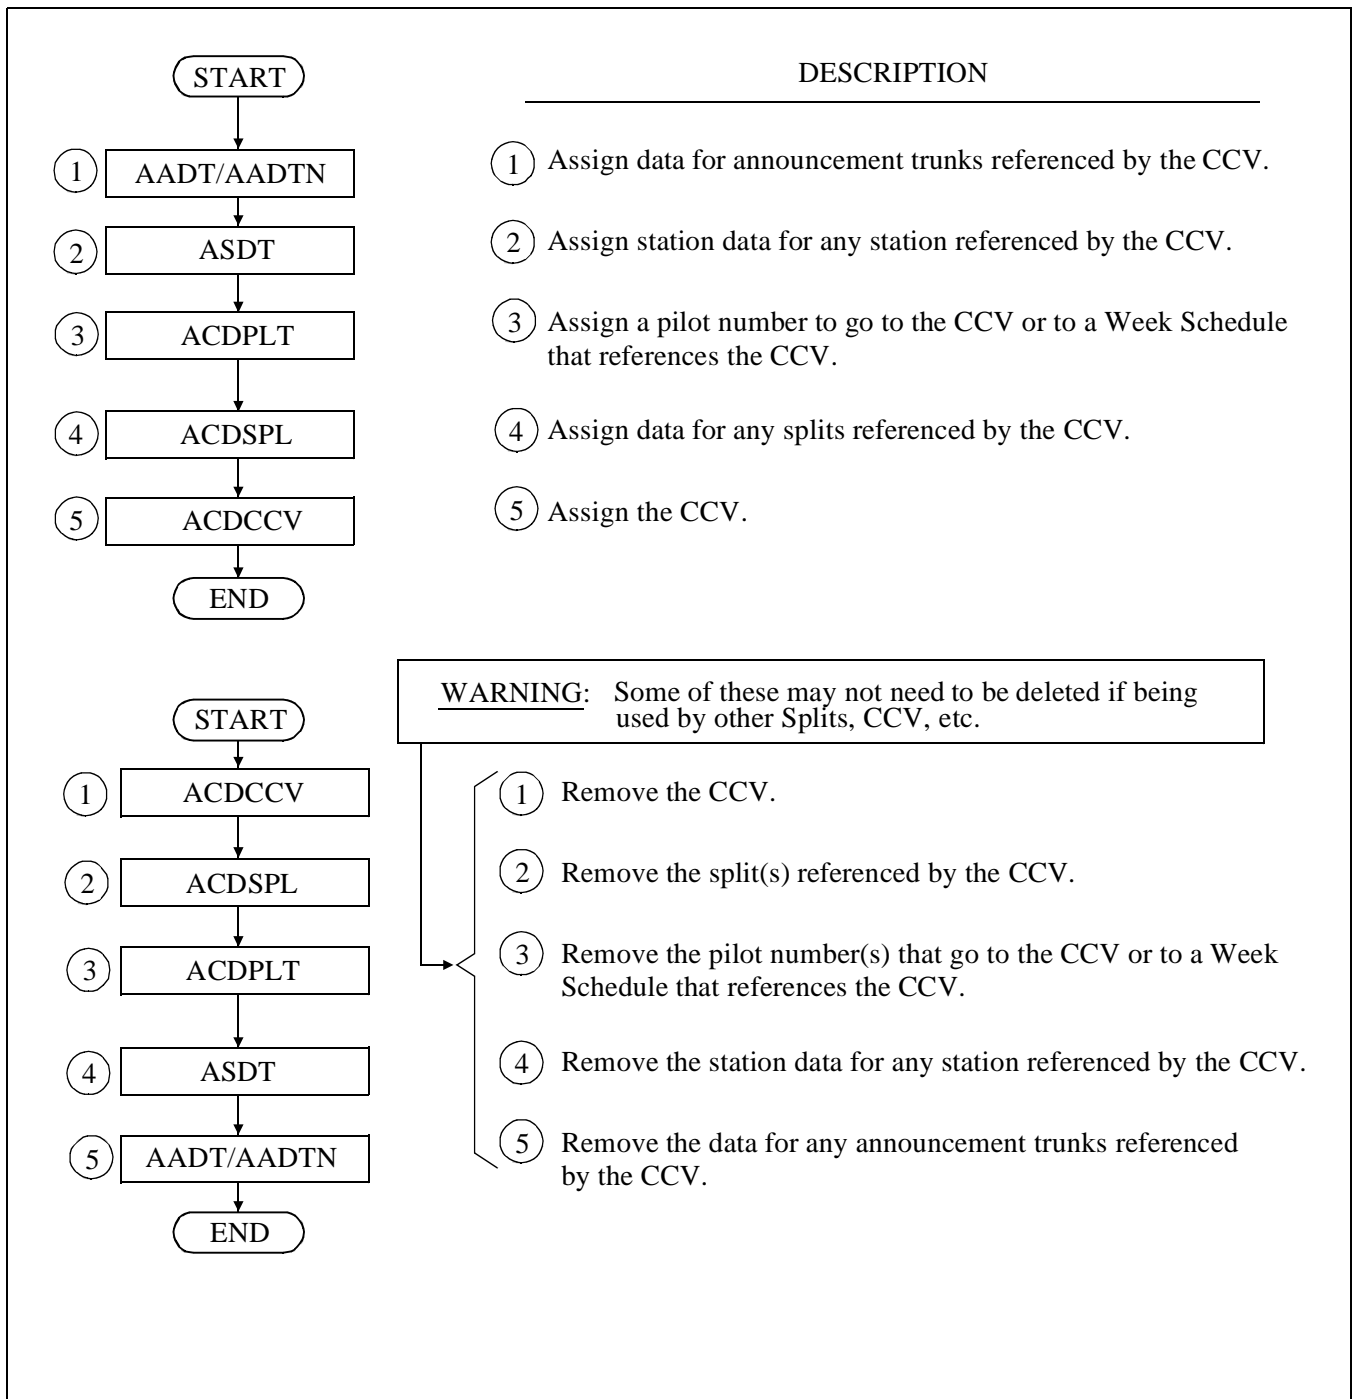 START
DESCRIPTION
1 AADT/AADTN
1 Assign data for announcement trunks referenced by the CCV.
2 ASDT
2 Assign station data for any station referenced by the CCV.
3 ACDPLT
3 Assign a pilot number to go to the CCV or to a Week Schedule
that references the CCV.
4 ACDSPL
4 Assign data for any splits referenced by the CCV.
5 ACDCCV
5 Assign the CCV.
END
WARNING: Some of these may not need to be deleted if being
used by other Splits, CCV, etc.
START
1 ACDCCV
1 Remove the CCV.
2 ACDSPL
2 Remove the split(s) referenced by the CCV.
3 ACDPLT
3 Remove the pilot number(s) that go to the CCV or to a Week
Schedule that references the CCV.
4 ASDT
4 Remove the station data for any station referenced by the CCV.
5 AADT/AADTN
5 Remove the data for any announcement trunks referenced
by the CCV.
END